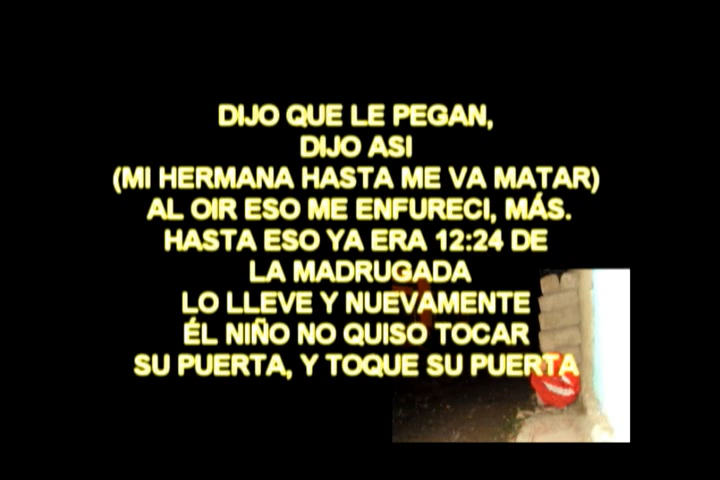 DIJO QUE LE PEGAN,
DIJO ASI
(MI HERMANA HASTA ME VA MATAR)
AL OIR ESO ME ENFURECI, MÁS.
HASTA ESO YA ERA 12:24 DE
LA MADRUGADA
LO LLEVE Y NUEVAMENTE
ÉL NIÑO NO QUISO TOCAR
SU PUERTA, Y TOQUE SU PUERTA